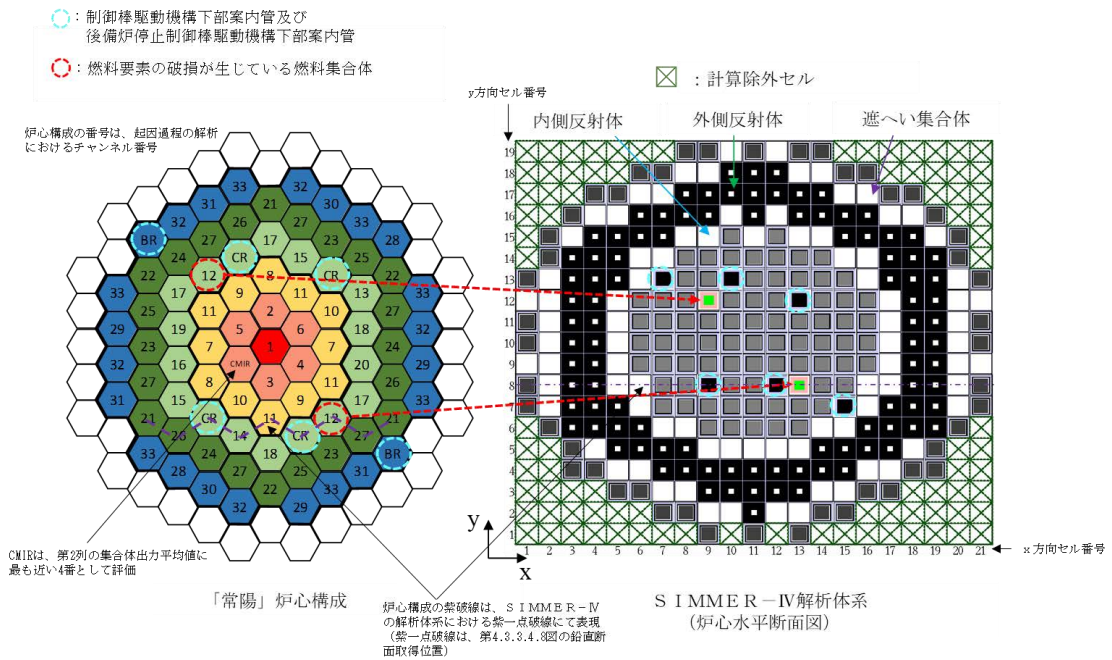 ：制御棒駆動機構下部案内管及び
後備炉停止制御棒駆動機構下部案内管
：燃料要素の破損が生じている燃料集合体
炉心構成の番号は、起因過程の解析
におけるチャンネル番号
33 32
31 21 30
32 26 23 33
BR 27 17 23 28
24 CR 15 25
22 12 8 CR 22
33 17 9 11 13 33
22 11 2 10 24
29 19 5 6 18 32
23 7 1 7 23
32 16 CMIR 4 20 29
27 8 3 11 26
31 15 10 9 17 33
21 CR 11 12 21
26 14 CR 27
33 24 18 26 BR
28 27 25 31
30 22 33
32 29
CMIRは、第2列の集合体出力平均値に
最も近い4番として評価
「常陽」炉心構成
：計算除外セル
y方向セル番号
内側反射体
外側反射体
遮へい集合体
19
18
17
16
15
14
13
12
11
10
9
8
7
6
5
4
3
2
1
1 2 3 4 5 6 7 8 9 10 11 12 13 14 15 16 17 18 19 20 21
x方向セル番号
y
x
炉心構成の紫破線は、ＳＩＭＭＥＲ－Ⅳ
の解析体系における紫一点破線にて表現
（紫一点破線は、第4.3.3.4.8図の鉛直断
面取得位置）
ＳＩＭＭＥＲ－Ⅳ解析体系
（炉心水平断面図）